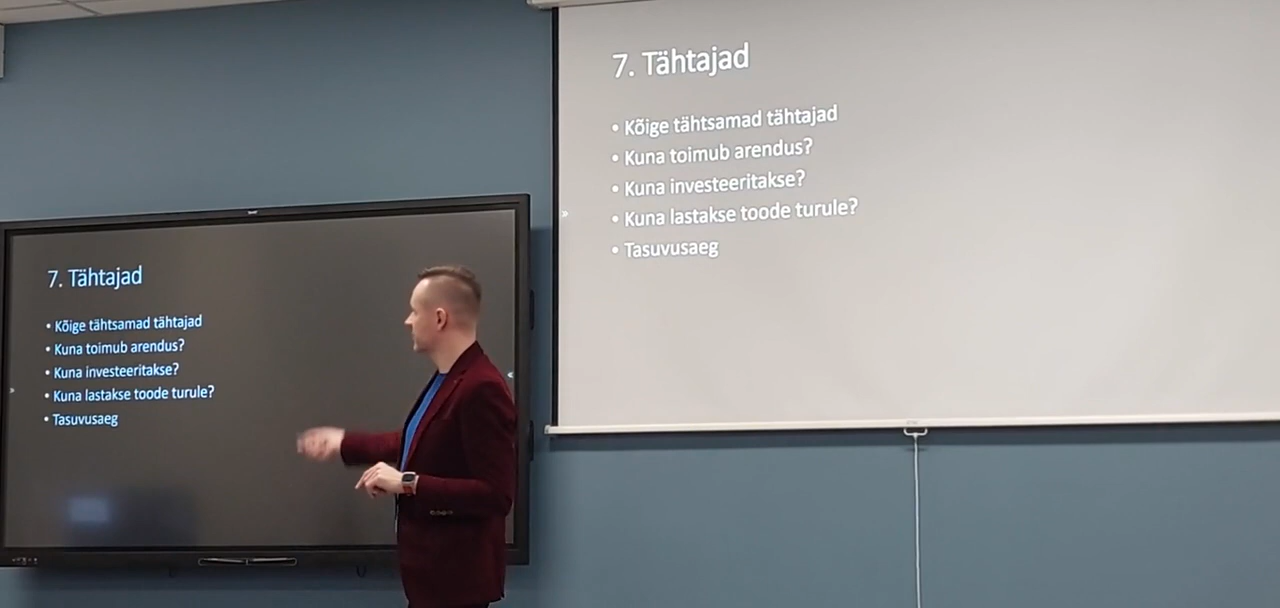 7. Tähtajad
• Kõige tähtsamad tähtajad
• Kuna toimub arendus?
• Kuna investeeritakse?
• Kuna lastakse toode turule?
• Tasuvusaeg
7. Tähtajad
• Kõige tähtsamad tähtajad
• Kuna toimub arendus?
• Kuna investeeritakse?
• Kuna lastakse toode turule?
• Tasuvusaeg